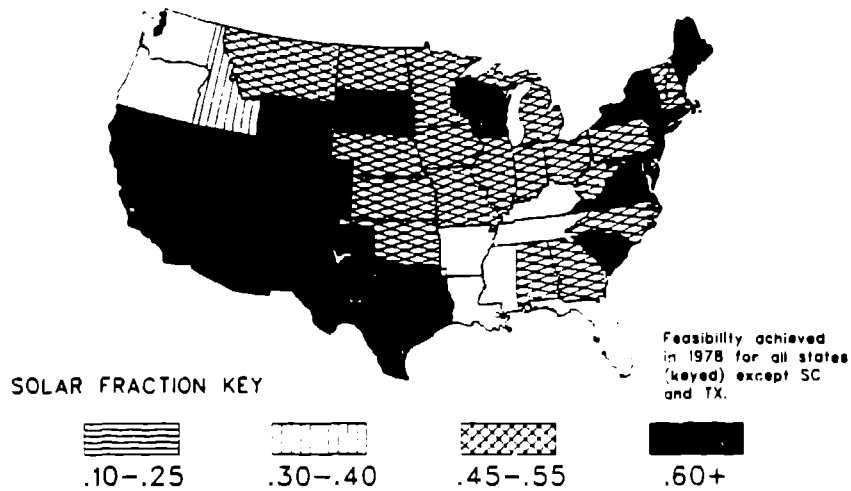 Feasibility achieved
in 1978 for all states
(keyed) except SC
and TX.
SOLAR FRACTION KEY
.10-.25
.30-.40
.45-.55
.60+